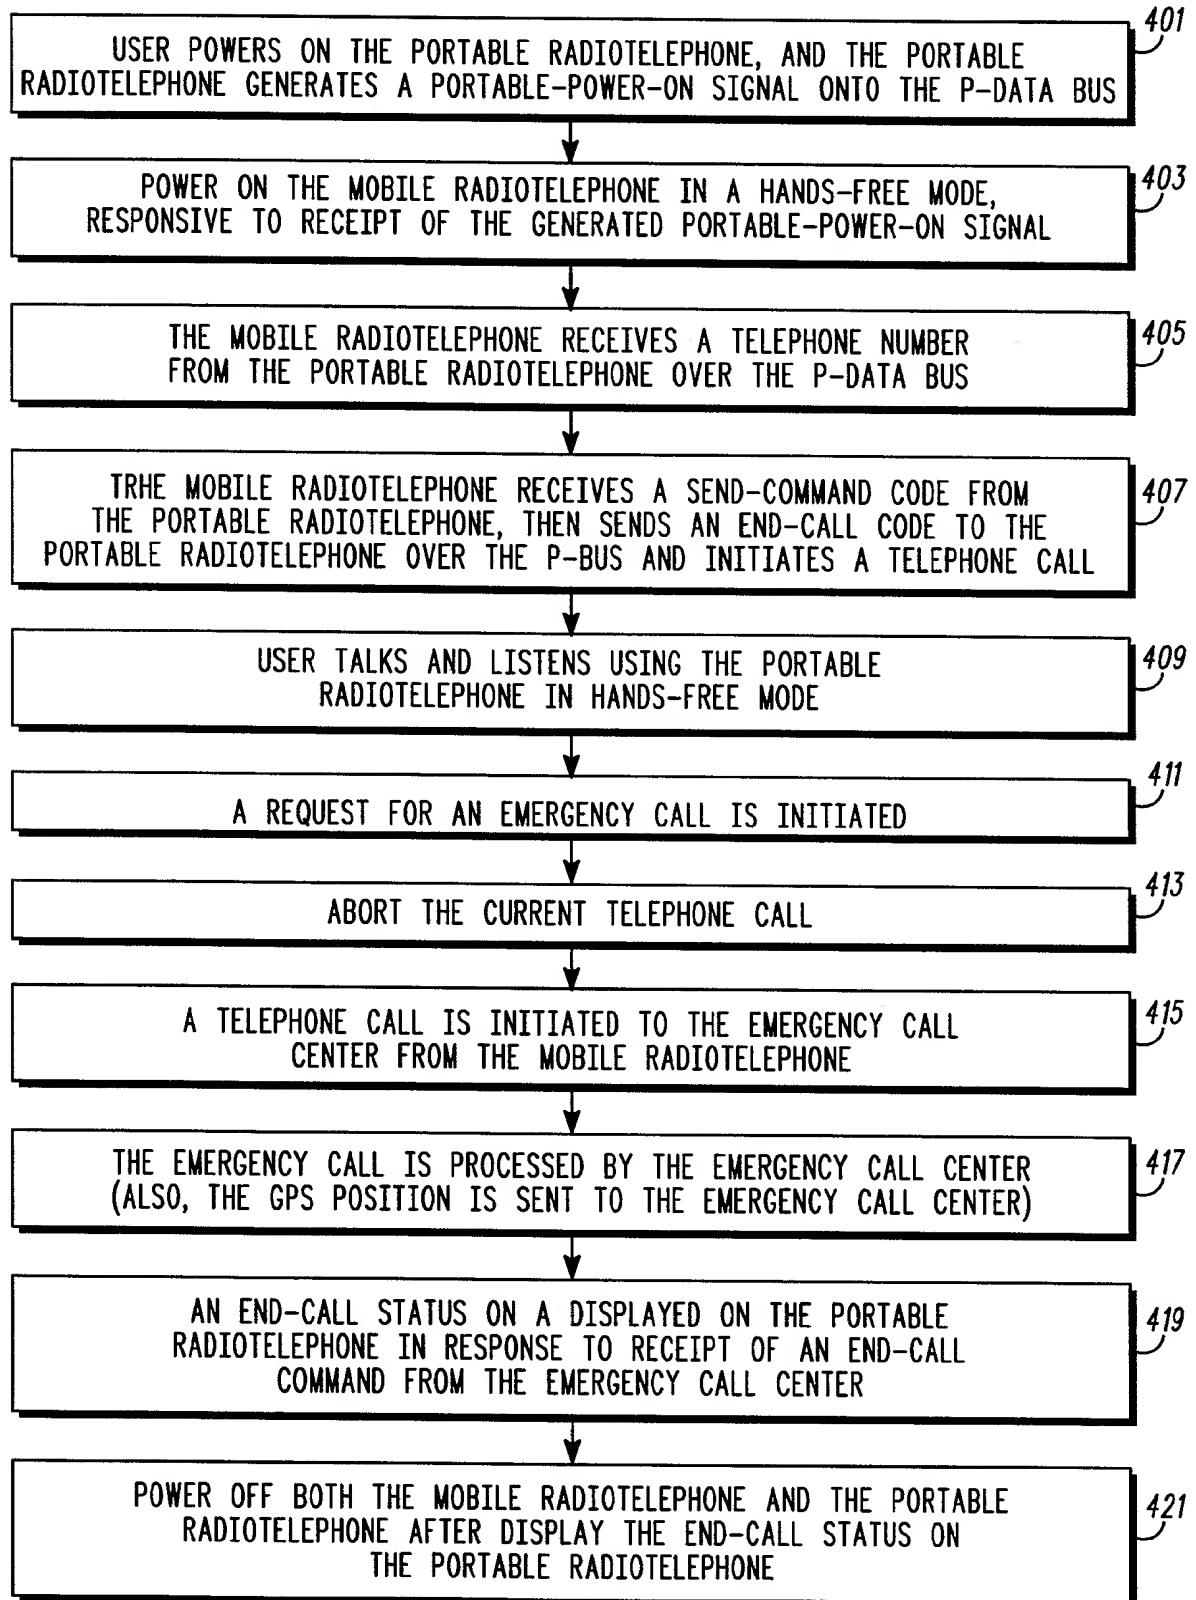 401
USER POWERS ON THE PORTABLE RADIOTELEPHONE, AND THE PORTABLE
RADIOTELEPHONE GENERATES A PORTABLE-POWER-ON SIGNAL ONTO THE P-DATA BUS
403
POWER ON THE MOBILE RADIOTELEPHONE IN A HANDS-FREE MODE,
RESPONSIVE TO RECEIPT OF THE GENERATED PORTABLE-POWER-ON SIGNAL
405
THE MOBILE RADIOTELEPHONE RECEIVES A TELEPHONE NUMBER
FROM THE PORTABLE RADIOTELEPHONE OVER THE P-DATA BUS
407
TRHE MOBILE RADIOTELEPHONE RECEIVES A SEND-COMMAND CODE FROM
THE PORTABLE RADIOTELEPHONE, THEN SENDS AN END-CALL CODE TO THE
PORTABLE RADIOTELEPHONE OVER THE P-BUS AND INITIATES A TELEPHONE CALL
409
USER TALKS AND LISTENS USING THE PORTABLE
RADIOTELEPHONE IN HANDS-FREE MODE
411
A REQUEST FOR AN EMERGENCY CALL IS INITIATED
413
ABORT THE CURRENT TELEPHONE CALL
415
A TELEPHONE CALL IS INITIATED TO THE EMERGENCY CALL
CENTER FROM THE MOBILE RADIOTELEPHONE
417
THE EMERGENCY CALL IS PROCESSED BY THE EMERGENCY CALL CENTER
(ALSO, THE GPS POSITION IS SENT TO THE EMERGENCY CALL CENTER)
419
AN END-CALL STATUS ON A DISPLAYED ON THE PORTABLE
RADIOTELEPHONE IN RESPONSE TO RECEIPT OF AN END-CALL
COMMAND FROM THE EMERGENCY CALL CENTER
421
POWER OFF BOTH THE MOBILE RADIOTELEPHONE AND THE PORTABLE
RADIOTELEPHONE AFTER DISPLAY THE END-CALL STATUS ON
THE PORTABLE RADIOTELEPHONE